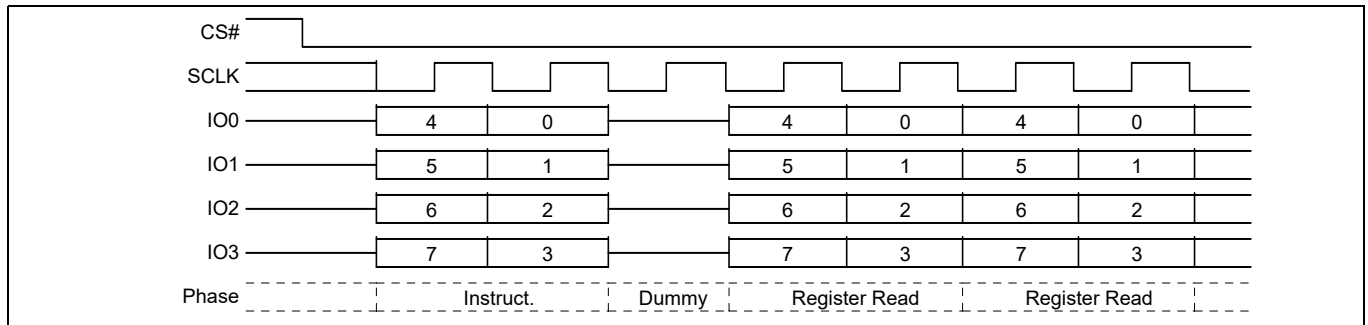 CS#
SCLK
IO0 4 0 4 0 4 0
IO1 5 1 5 1 5 1
IO2 6 2 6 2 6 2
IO3 7 3 7 3 7 3
Phase Instruct. Dummy Register Read Register Read